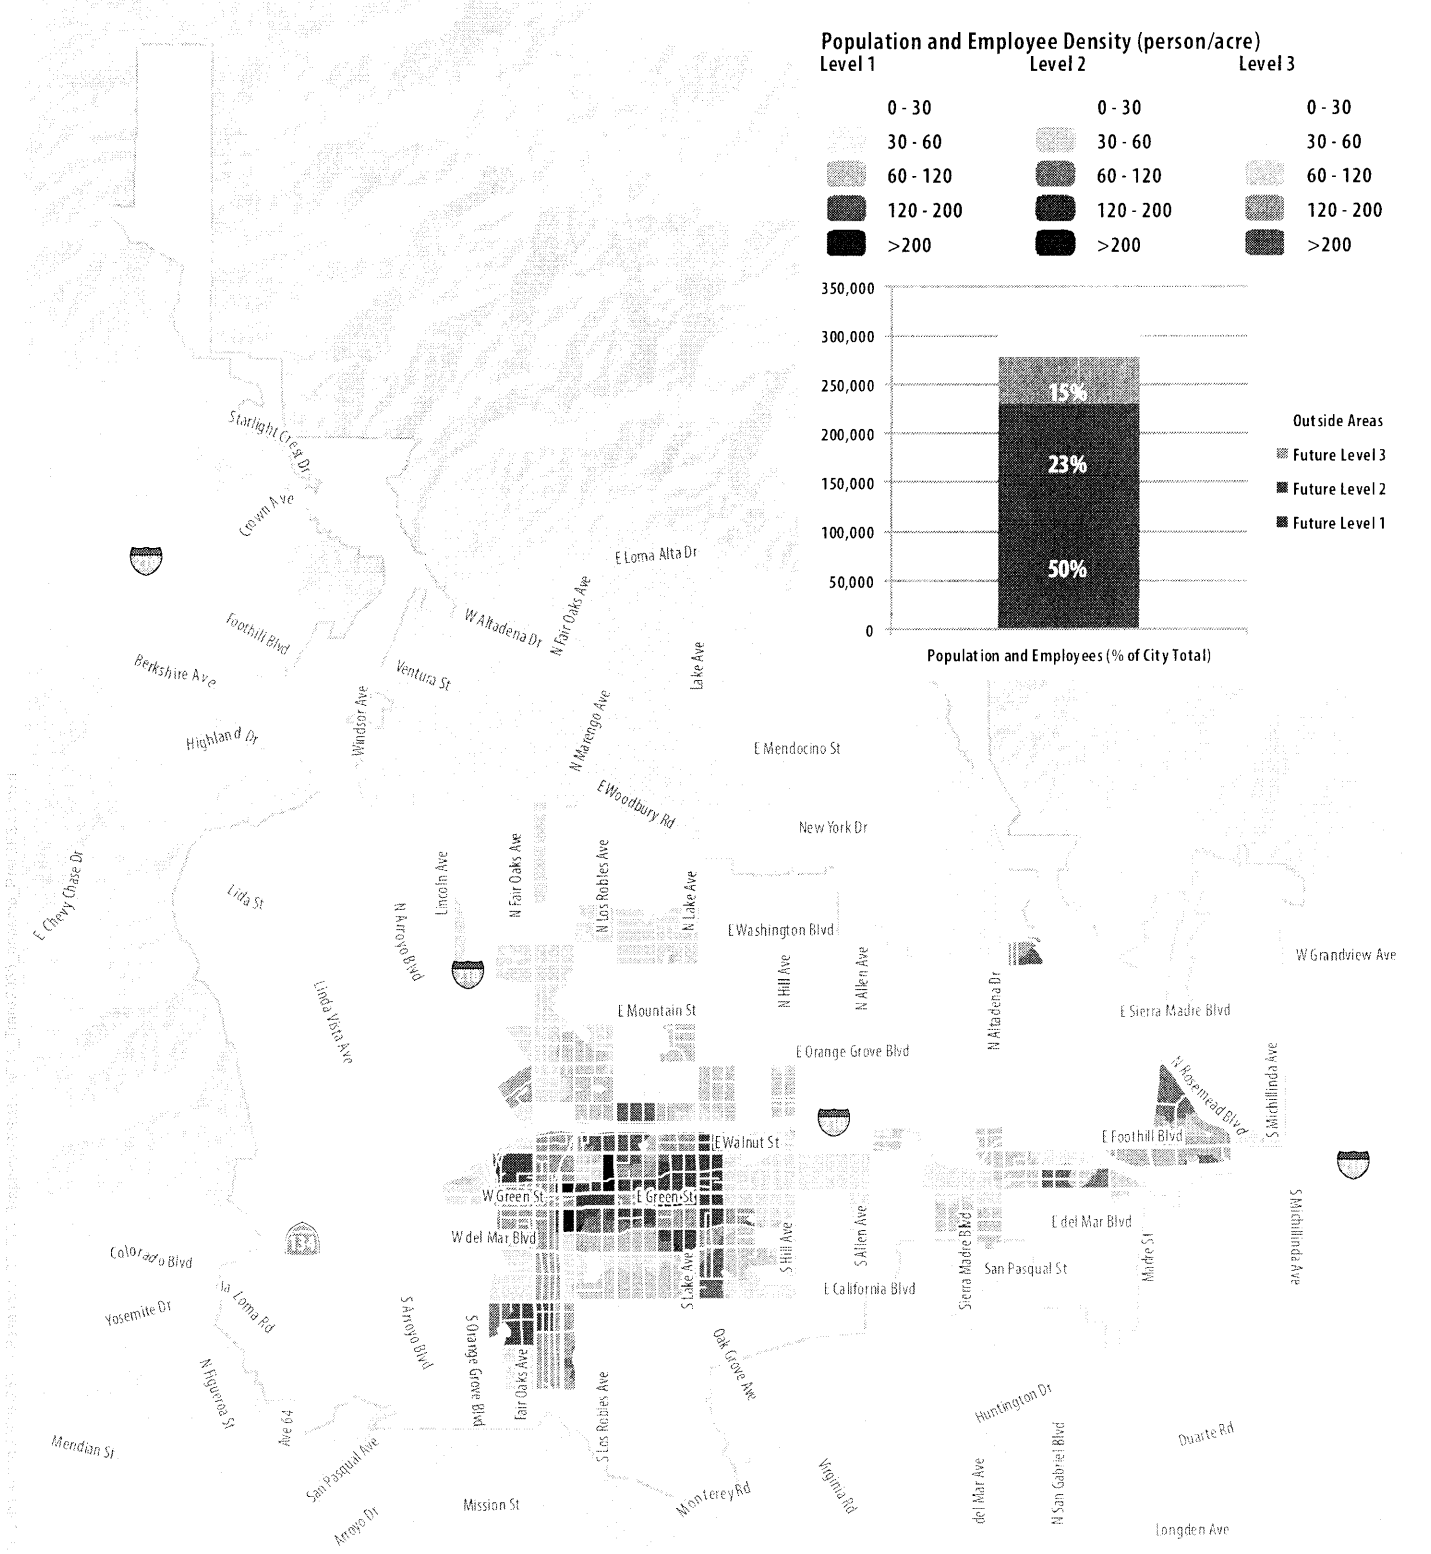 Population and Employee Density (person/acre)
Level 1 Level 2 Level 3
0 - 30 0 - 30 0 - 30
30 - 60 30 - 60 30 - 60
60 - 120 60 - 120 60 - 120
120 - 200 120 - 200 120 - 200
>200 >200 >200
350,000
300,000
250,000
200,000
150,000
100,000
50,000
0
15%
23%
50%
Outside Areas
Future Level 3
Future Level 2
Future Level 1
Population and Employees (% of City Total)
Starlight Crest Dr
Crown Ave
E Loma Alta Dr
Foothill Blvd
W Altadena Dr
N Fair Oaks Ave
Berkshire Ave
Ventura St
Lake Ave
Windsor Ave
Highland Dr
N Marengo Ave
E Mendocino St
E Woodbury Rd
New York Dr
E Chevy Chase Dr
Lida St
N Arroyo Blvd
Lincoln Ave
N Fair Oaks Ave
N Los Robles Ave
N Lake Ave
E Washington Blvd
N Hill Ave
N Allen Ave
N Altadena Dr
W Grandview Ave
Linda Vista Ave
E Mountain St
E Sierra Madre Blvd
E Orange Grove Blvd
N Rosemead Blvd
S Michillinda Ave
E Walnut St
E Foothill Blvd
W Green St
E Green St
W del Mar Blvd
S Lake Ave
S Hill Ave
S Allen Ave
Sierra Madre Blvd
E del Mar Blvd
Madre St
S Michillinda Ave
134
Colorado Blvd
la Loma Rd
San Pasqual St
E California Blvd
Yosemite Dr
S Arroyo Blvd
S Orange Grove Blvd
Fair Oaks Ave
S Los Robles Ave
Oak Grove Ave
N Figueroa St
Ave 64
Huntington Dr
Meridian St
San Pasqual Ave
Duarte Rd
Arroyo Dr
Mission St
Monterey Rd
Virginia Rd
del Mar Ave
N San Gabriel Blvd
Longden Ave